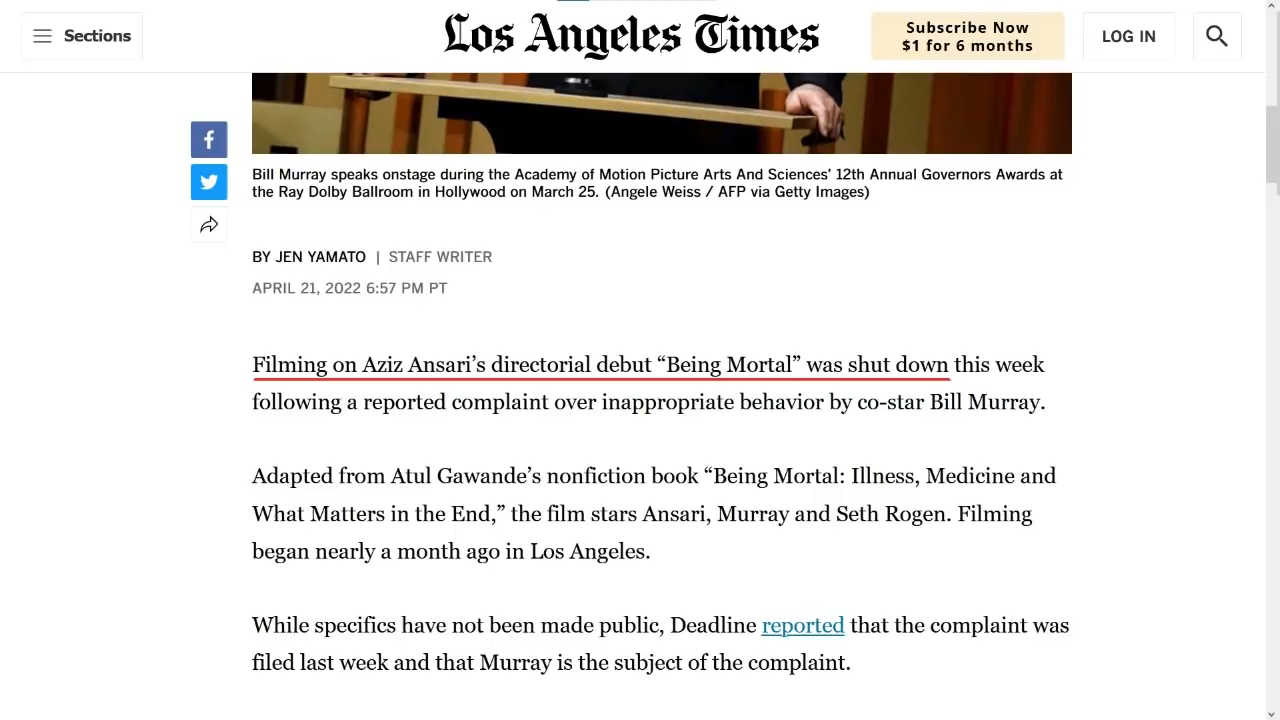 Sections
Los Angeles Times
Subscribe Now
$1 for 6 months
LOG IN
Bill Murray speaks onstage during the Academy of Motion Picture Arts And Sciences’ 12th Annual Governors Awards at
the Ray Dolby Ballroom in Hollywood on March 25. (Angele Weiss / AFP via Getty Images)
BY JEN YAMATO | STAFF WRITER
APRIL 21, 2022 6:57 PM PT
Filming on Aziz Ansari’s directorial debut “Being Mortal” was shut down this week
following a reported complaint over inappropriate behavior by co-star Bill Murray.
Adapted from Atul Gawande’s nonfiction book “Being Mortal: Illness, Medicine and
What Matters in the End,” the film stars Ansari, Murray and Seth Rogen. Filming
began nearly a month ago in Los Angeles.
While specifics have not been made public, Deadline reported that the complaint was
filed last week and that Murray is the subject of the complaint.